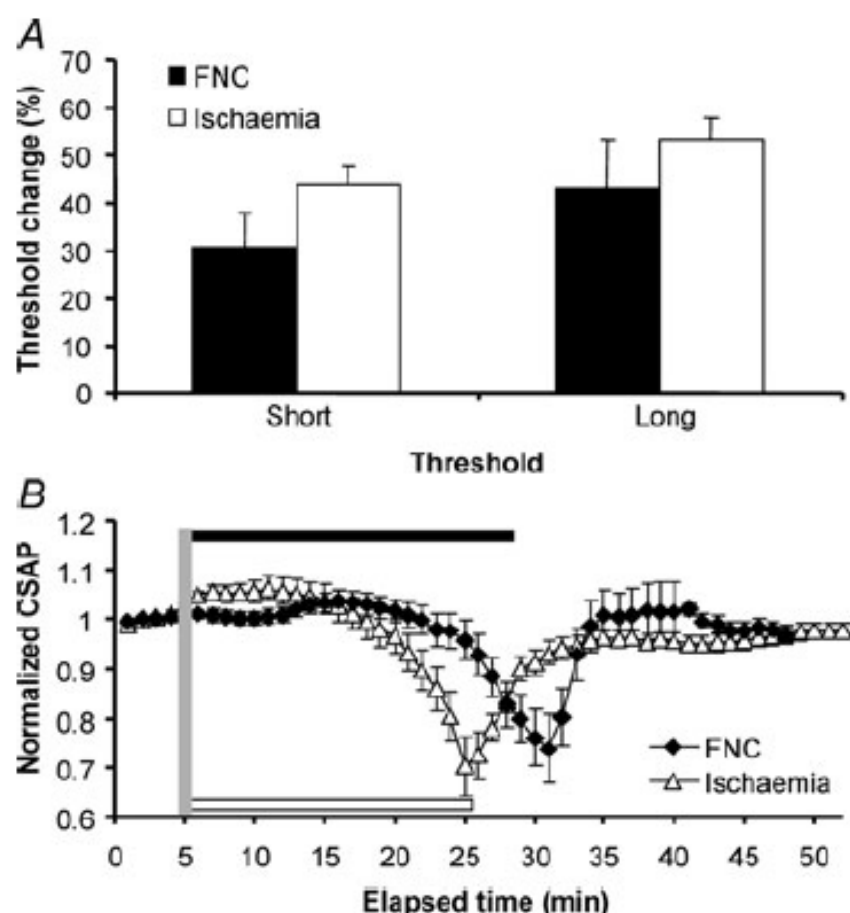 A
70
60
50
40
30
20
10
0
Threshold change (%)
FNC
Ischaemia
Short Long
Threshold
B
1.2
1.1
1
0.9
0.8
0.7
0.6
Normalized CSAP
FNC
Ischaemia
0 5 10 15 20 25 30 35 40 45 50
Elapsed time (min)